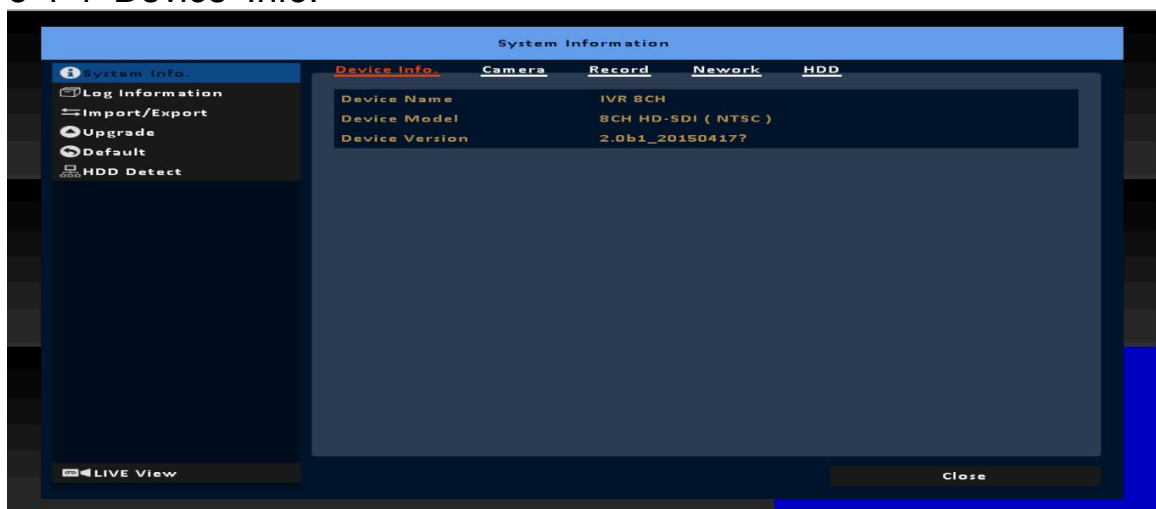 System Information
System Info.
Log Information
Import/Export
Upgrade
Default
HDD Detect
LIVE View
Device Info. Camera Record Nework HDD
Device Name IVR 8CH
Device Model 8CH HD-SDI ( NTSC )
Device Version 2.0b1_20150417?
Close